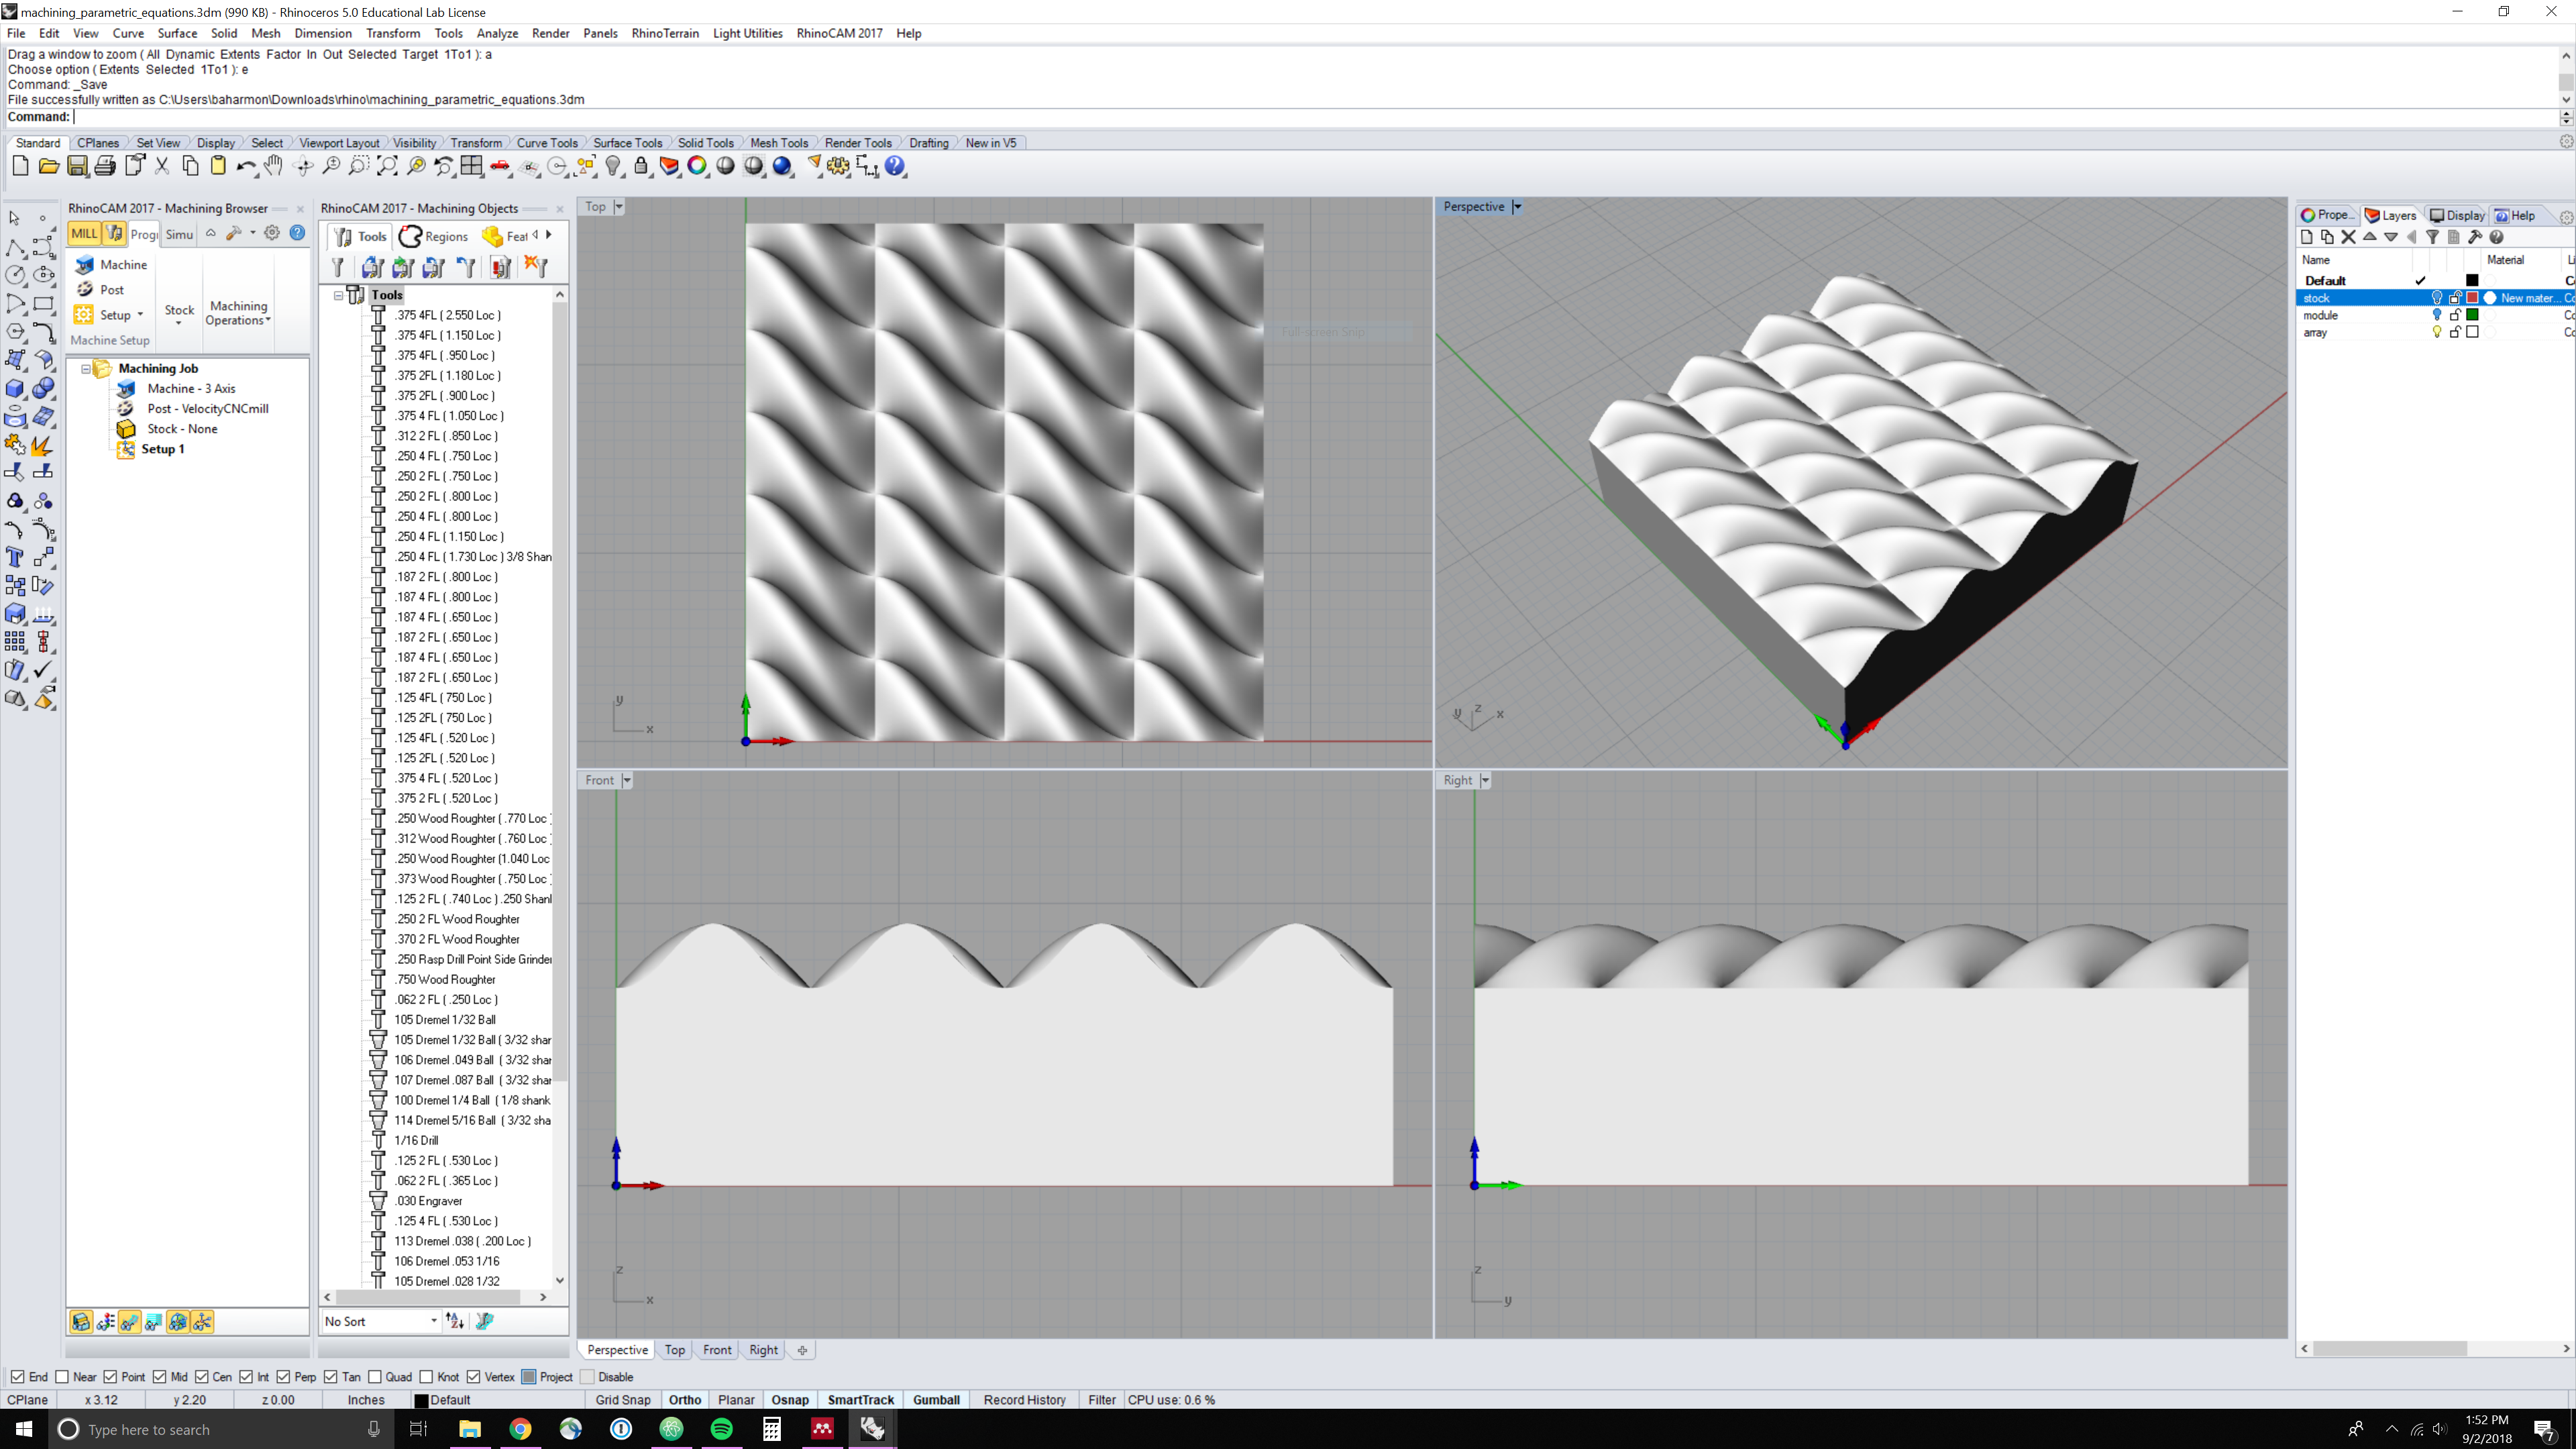 machining_parametric_equations.3dm (990 KB) - Rhinoceros 5.0 Educational Lab License
File Edit View Curve Surface Solid Mesh Dimension Transform Tools Analyze Render Panels RhinoTerrain Light Utilities RhinoCAM 2017 Help
Drag a window to zoom ( All Dynamic Extents Factor In Out Selected Target 1To1 ): a
Choose option ( Extents Selected 1To1 ): e
Command: _Save
File successfully written as C:\Users\baharmon\Downloads\rhino\machining_parametric_equations.3dm
Command:
Standard CPlanes Set View Display Select Viewport Layout Visibility Transform Curve Tools Surface Tools Solid Tools Mesh Tools Render Tools Drafting New in V5
RhinoCAM 2017 - Machining Browser
MILL Progr Simu
Machine
Post
Setup
Machine Setup
Stock
Machining Operations
Machining Job
Machine - 3 Axis
Post - VelocityCNCmill
Stock - None
Setup 1
RhinoCAM 2017 - Machining Objects
Tools Regions Feat
Tools
.375 4FL ( 2.550 Loc )
.375 4FL ( 1.150 Loc )
.375 4FL ( .950 Loc )
.375 2FL ( 1.180 Loc )
.375 2FL ( .900 Loc )
.375 4 FL ( 1.050 Loc )
.312 2 FL ( .850 Loc )
.250 4 FL ( .750 Loc )
.250 2 FL ( .750 Loc )
.250 2 FL ( .800 Loc )
.250 4 FL ( .800 Loc )
.250 4 FL ( 1.150 Loc )
.250 4 FL ( 1.730 Loc ) 3/8 Shan
.187 2 FL ( .800 Loc )
.187 4 FL ( .800 Loc )
.187 4 FL ( .650 Loc )
.187 2 FL ( .650 Loc )
.187 4 FL ( .650 Loc )
.187 2 FL ( .650 Loc )
.125 4FL ( 750 Loc )
.125 2FL ( 750 Loc )
.125 4FL ( .520 Loc )
.125 2FL ( .520 Loc )
.375 4 FL ( .520 Loc )
.375 2 FL ( .520 Loc )
.250 Wood Roughter ( .770 Loc )
.312 Wood Roughter ( .760 Loc
.250 Wood Roughter (1.040 Loc
.373 Wood Roughter ( .750 Loc )
.125 2 FL ( .740 Loc ) .250 Shank
.250 2 FL Wood Roughter
.370 2 FL Wood Roughter
.250 Rasp Drill Point Side Grinder
.750 Wood Roughter
.062 2 FL ( .250 Loc )
105 Dremel 1/32 Ball
105 Dremel 1/32 Ball ( 3/32 shar
106 Dremel .049 Ball ( 3/32 shar
107 Dremel .087 Ball ( 3/32 shar
100 Dremel 1/4 Ball ( 1/8 shank
114 Dremel 5/16 Ball ( 3/32 sha
1/16 Drill
.125 2 FL ( .530 Loc )
.062 2 FL ( .365 Loc )
.030 Engraver
.125 4 FL ( .530 Loc )
113 Dremel .038 ( .200 Loc )
106 Dremel .053 1/16
105 Dremel .028 1/32
No Sort
Top
y
x
Full-screen Snip
Perspective
y z x
Front
z
x
Right
z
y
Perspective Top Front Right
Prope... Layers Display Help
Name Material Li
Default C
stock New mater... Cc
module Cc
array Cc
End Near Point Mid Cen Int Perp Tan Quad Knot Vertex Project Disable
CPlane x 3.12 y 2.20 z 0.00 Inches Default Grid Snap Ortho Planar Osnap SmartTrack Gumball Record History Filter CPU use: 0.6 %
Type here to search
1:52 PM
9/2/2018
7